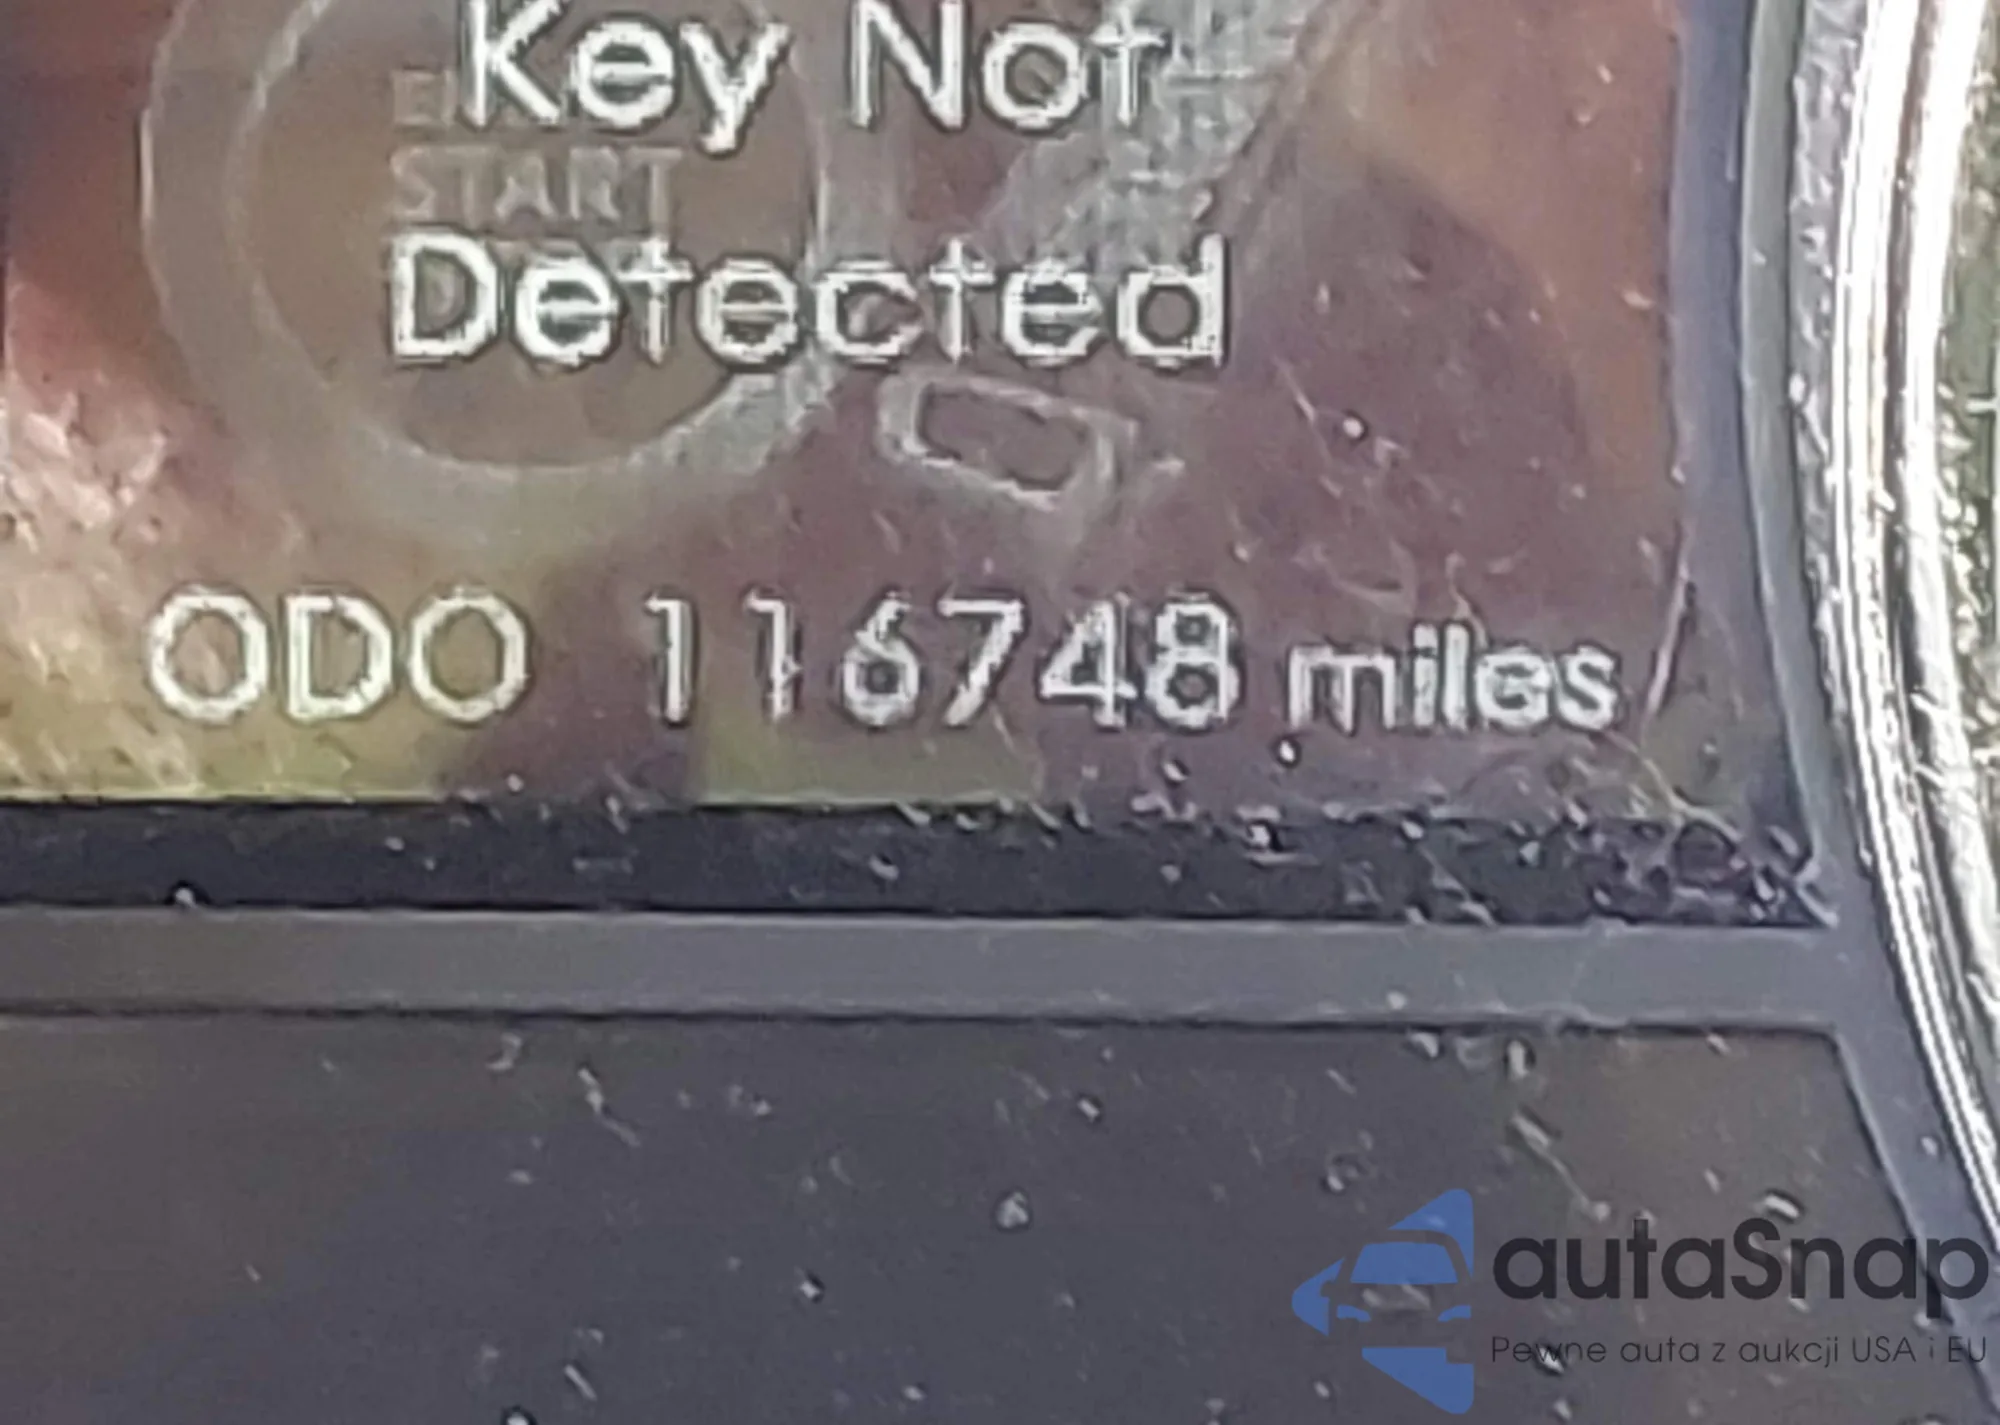 Key Not
START
Detected
ODO 116748 miles
autaSnap
Pewne auta z aukcji USA i EU